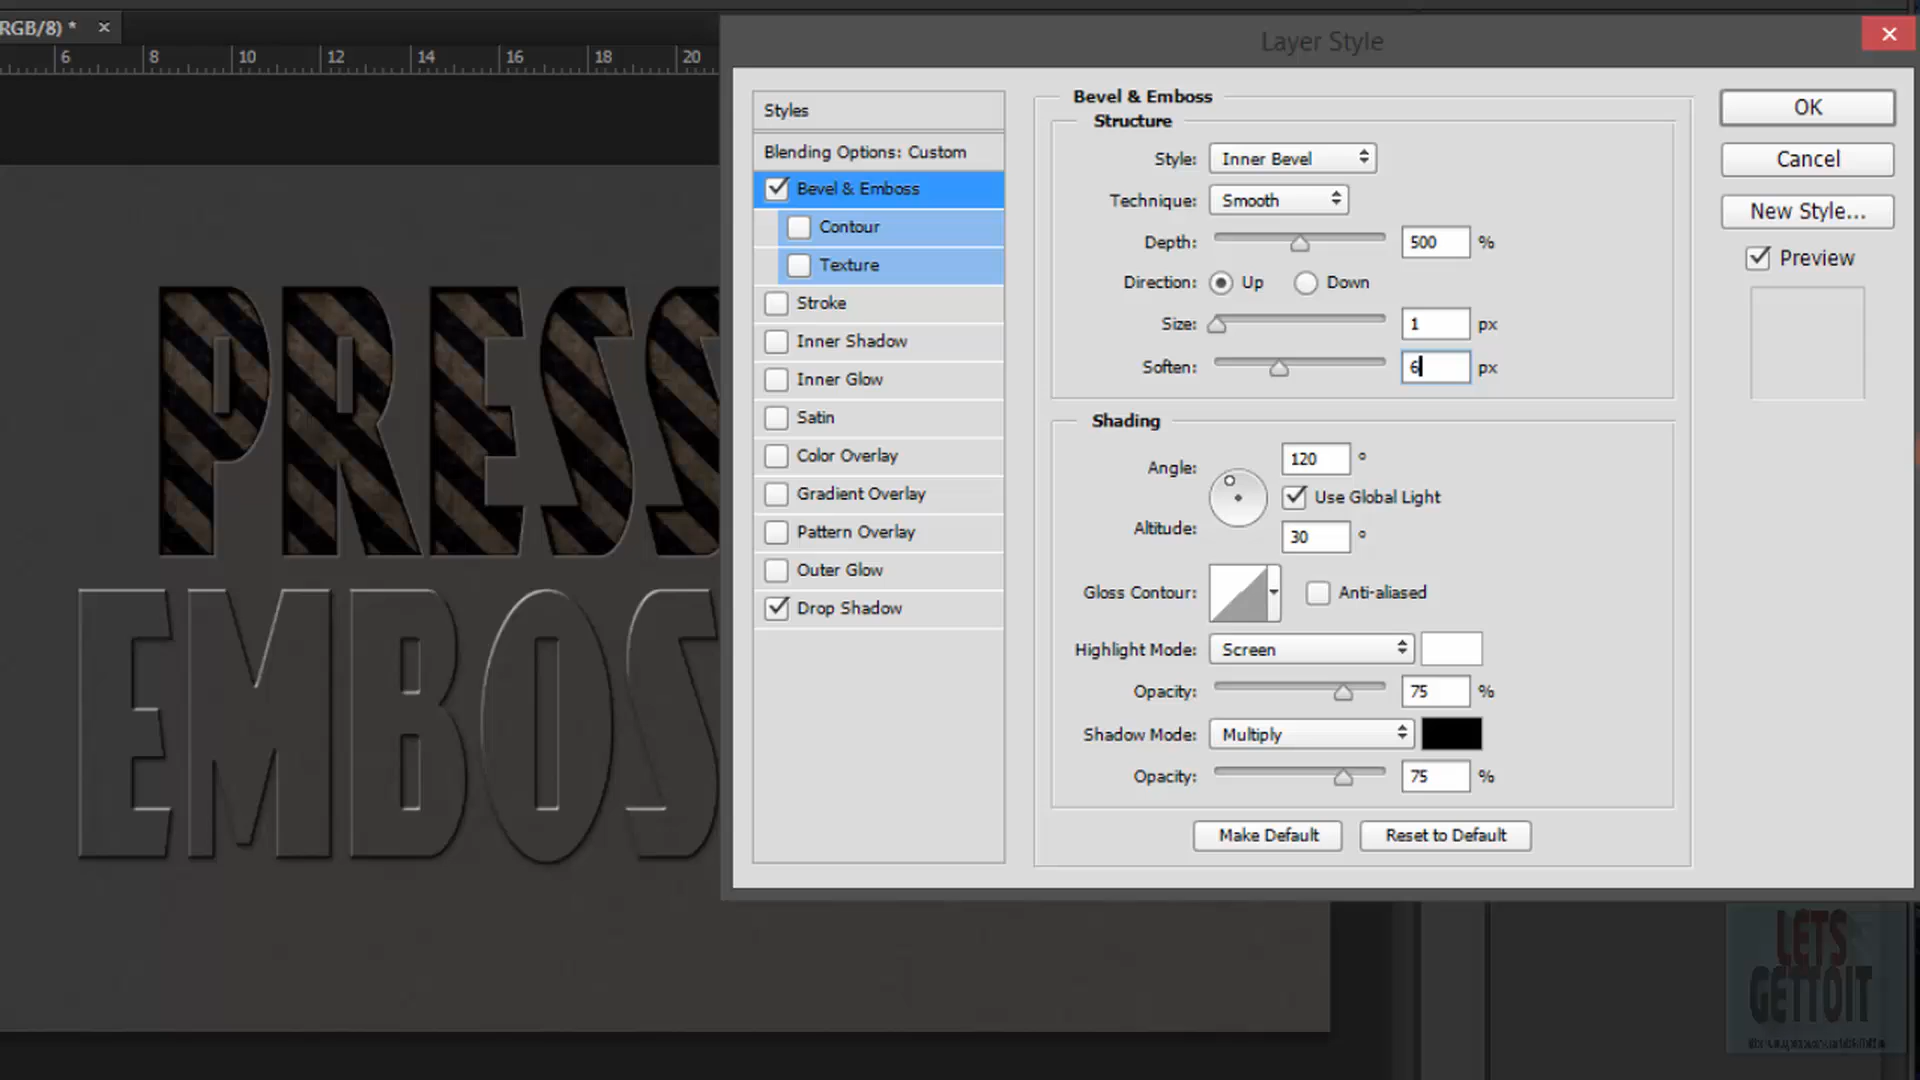 RGB/8) * ×
6 8 10 12 14 16 18 20
Layer Style
Styles
Blending Options: Custom
Bevel & Emboss
Contour
Texture
Stroke
Inner Shadow
Inner Glow
Satin
Color Overlay
Gradient Overlay
Pattern Overlay
Outer Glow
Drop Shadow
Bevel & Emboss
Structure
Style: Inner Bevel
Technique: Smooth
Depth: 500 %
Direction: Up Down
Size: 1 px
Soften: 6 px
Shading
Angle: 120 °
Use Global Light
Altitude: 30 °
Gloss Contour: Anti-aliased
Highlight Mode: Screen
Opacity: 75 %
Shadow Mode: Multiply
Opacity: 75 %
Make Default Reset to Default
OK
Cancel
New Style...
Preview
PRESS
EMBOS
LETS
GETTOIT